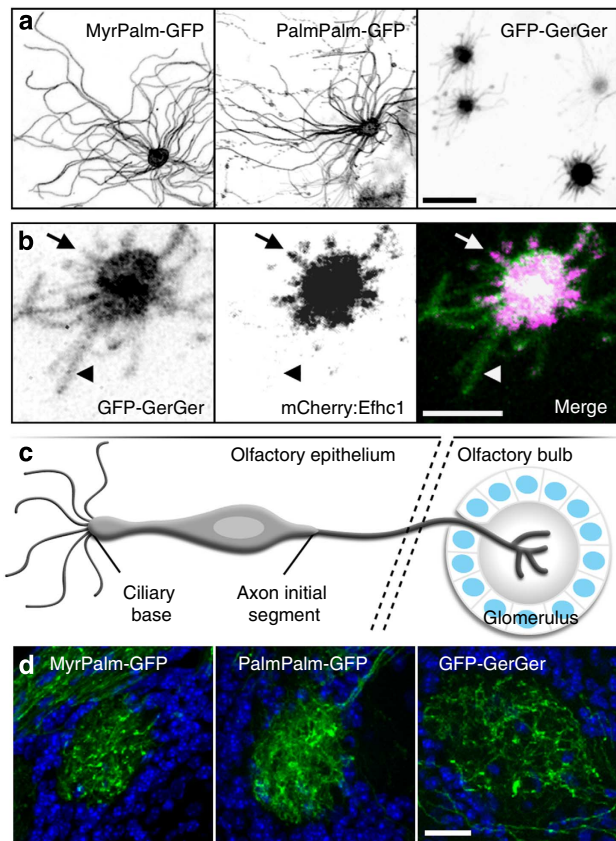 a
MyrPalm-GFP
PalmPalm-GFP
GFP-GerGer
b
GFP-GerGer
mCherry:Efhc1
Merge
c
Olfactory epithelium
Olfactory bulb
Ciliary
base
Axon initial
segment
Glomerulus
d
MyrPalm-GFP
PalmPalm-GFP
GFP-GerGer